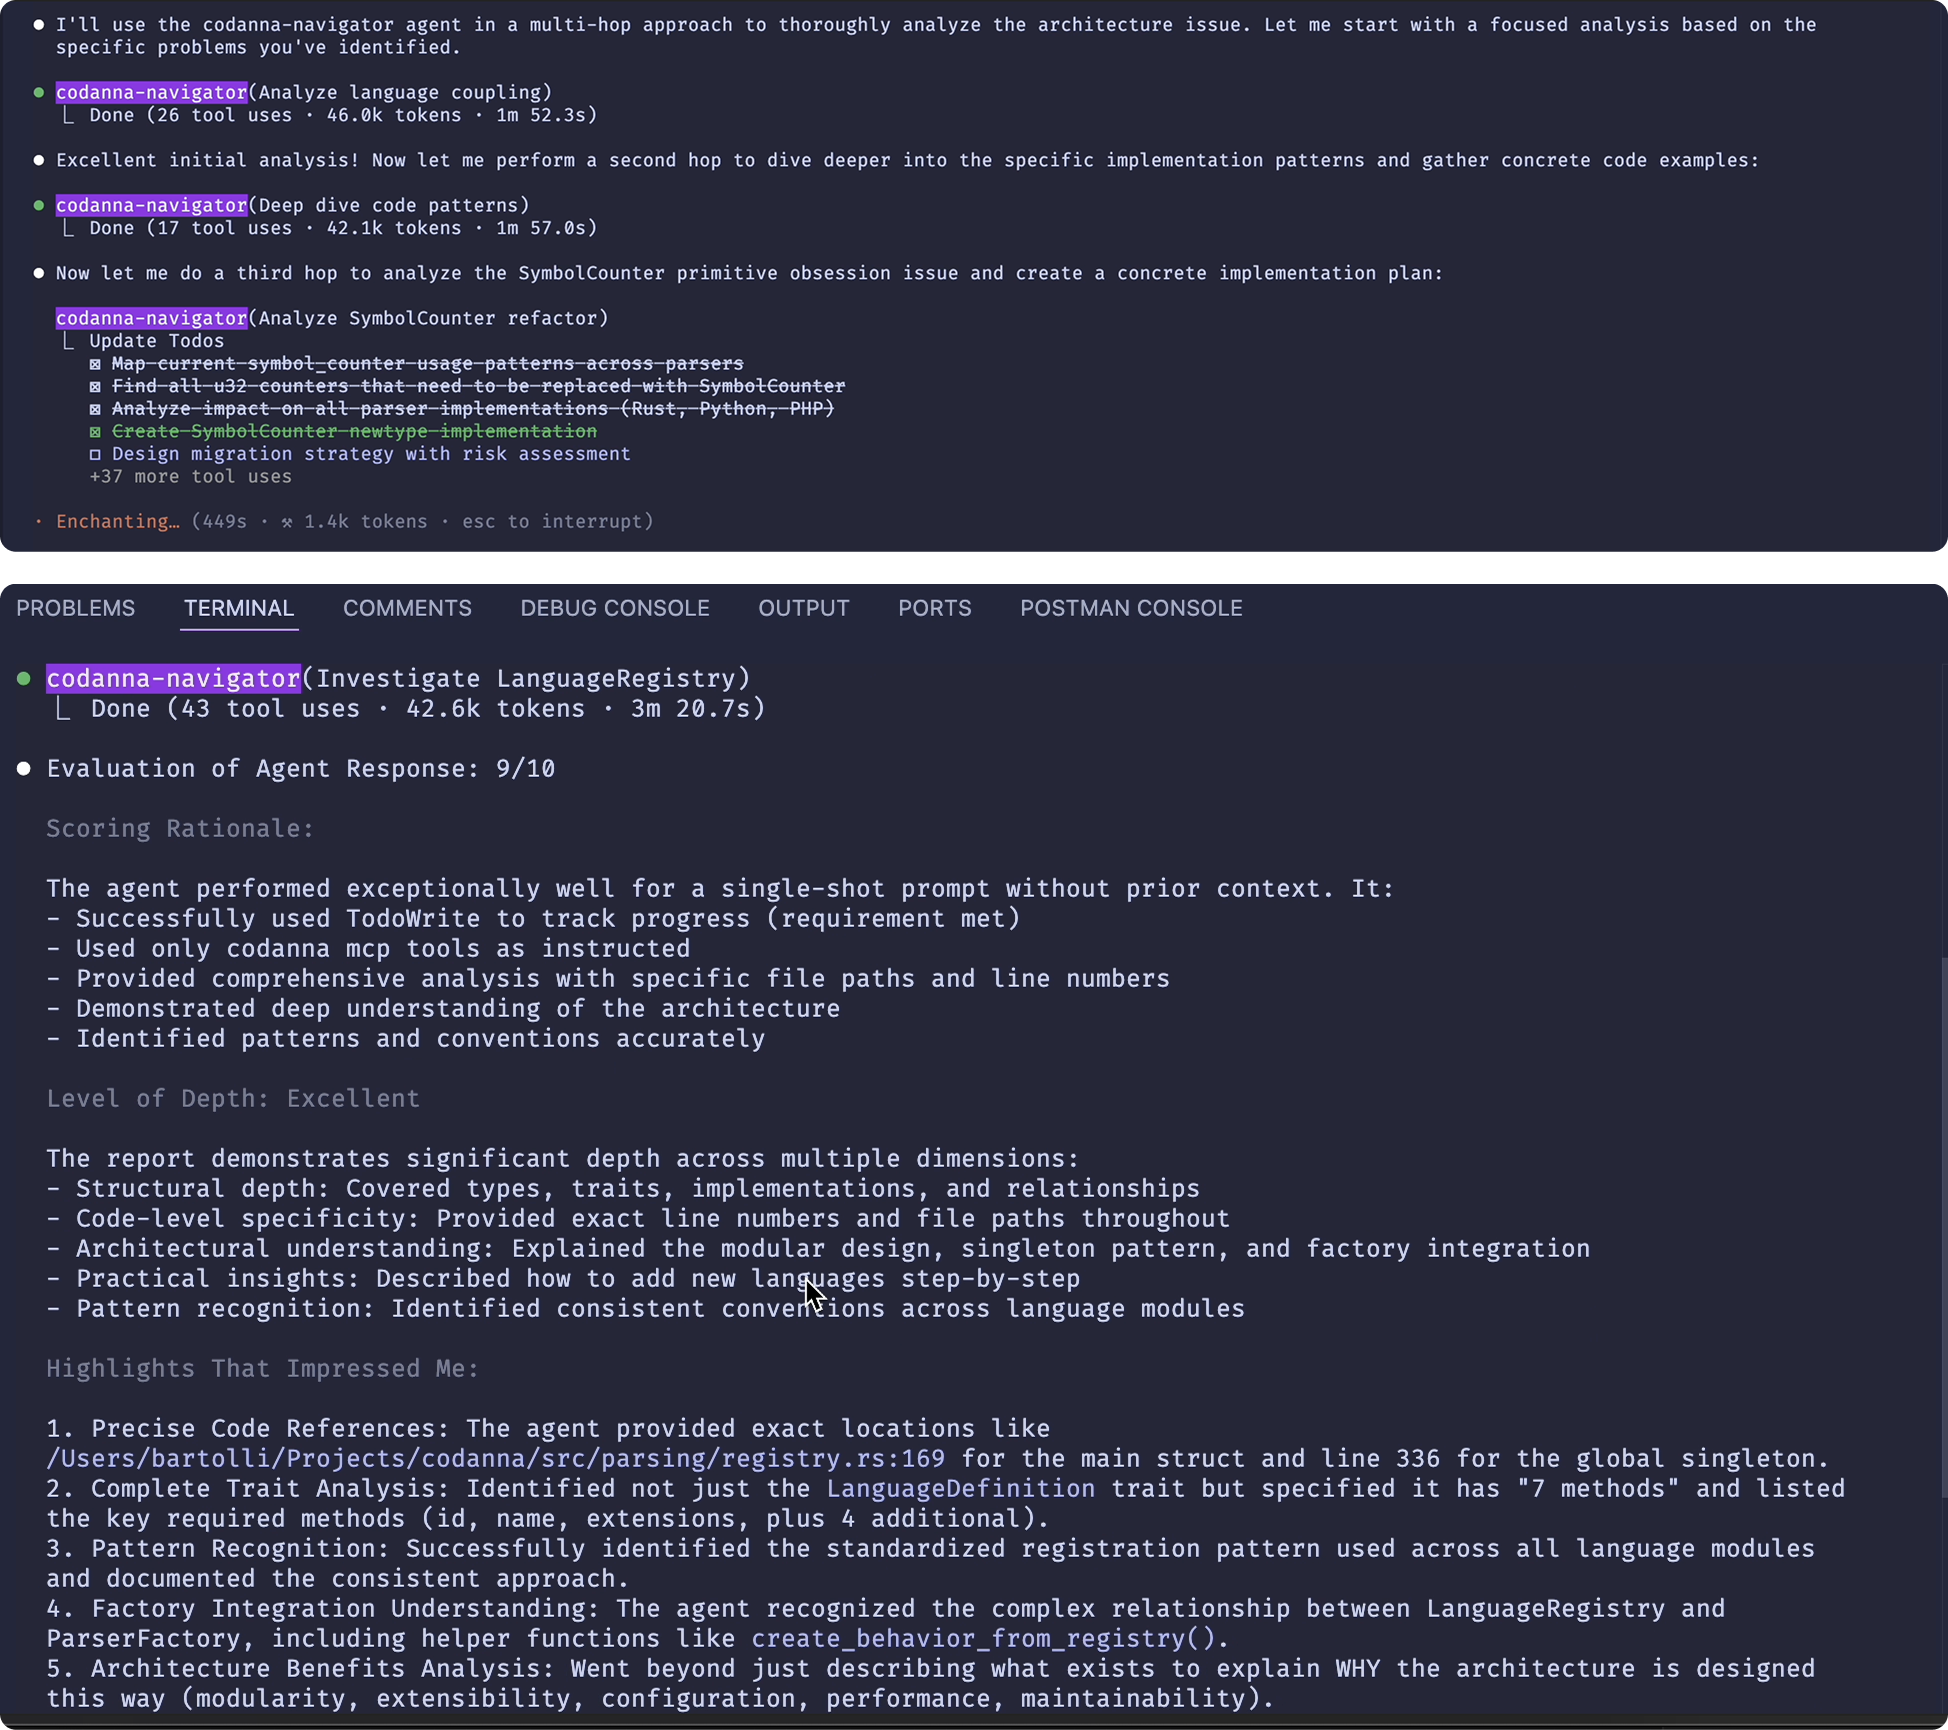 ● I'll use the codanna-navigator agent in a multi-hop approach to thoroughly analyze the architecture issue. Let me start with a focused analysis based on the
specific problems you've identified.
● codanna-navigator(Analyze language coupling)
⎿ Done (26 tool uses · 46.0k tokens · 1m 52.3s)
● Excellent initial analysis! Now let me perform a second hop to dive deeper into the specific implementation patterns and gather concrete code examples:
● codanna-navigator(Deep dive code patterns)
⎿ Done (17 tool uses · 42.1k tokens · 1m 57.0s)
● Now let me do a third hop to analyze the SymbolCounter primitive obsession issue and create a concrete implementation plan:
codanna-navigator(Analyze SymbolCounter refactor)
⎿ Update Todos
☒ Map current symbol_counter usage patterns across parsers
☒ Find all u32 counters that need to be replaced with SymbolCounter
☒ Analyze impact on all parser implementations (Rust, Python, PHP)
☒ Create SymbolCounter newtype implementation
☐ Design migration strategy with risk assessment
+37 more tool uses
· Enchanting… (449s · ⚒ 1.4k tokens · esc to interrupt)
PROBLEMS TERMINAL COMMENTS DEBUG CONSOLE OUTPUT PORTS POSTMAN CONSOLE
● codanna-navigator(Investigate LanguageRegistry)
⎿ Done (43 tool uses · 42.6k tokens · 3m 20.7s)
● Evaluation of Agent Response: 9/10
Scoring Rationale:
The agent performed exceptionally well for a single-shot prompt without prior context. It:
- Successfully used TodoWrite to track progress (requirement met)
- Used only codanna mcp tools as instructed
- Provided comprehensive analysis with specific file paths and line numbers
- Demonstrated deep understanding of the architecture
- Identified patterns and conventions accurately
Level of Depth: Excellent
The report demonstrates significant depth across multiple dimensions:
- Structural depth: Covered types, traits, implementations, and relationships
- Code-level specificity: Provided exact line numbers and file paths throughout
- Architectural understanding: Explained the modular design, singleton pattern, and factory integration
- Practical insights: Described how to add new languages step-by-step
- Pattern recognition: Identified consistent conventions across language modules
Highlights That Impressed Me:
1. Precise Code References: The agent provided exact locations like
/Users/bartolli/Projects/codanna/src/parsing/registry.rs:169 for the main struct and line 336 for the global singleton.
2. Complete Trait Analysis: Identified not just the LanguageDefinition trait but specified it has "7 methods" and listed
the key required methods (id, name, extensions, plus 4 additional).
3. Pattern Recognition: Successfully identified the standardized registration pattern used across all language modules
and documented the consistent approach.
4. Factory Integration Understanding: The agent recognized the complex relationship between LanguageRegistry and
ParserFactory, including helper functions like create_behavior_from_registry().
5. Architecture Benefits Analysis: Went beyond just describing what exists to explain WHY the architecture is designed
this way (modularity, extensibility, configuration, performance, maintainability).